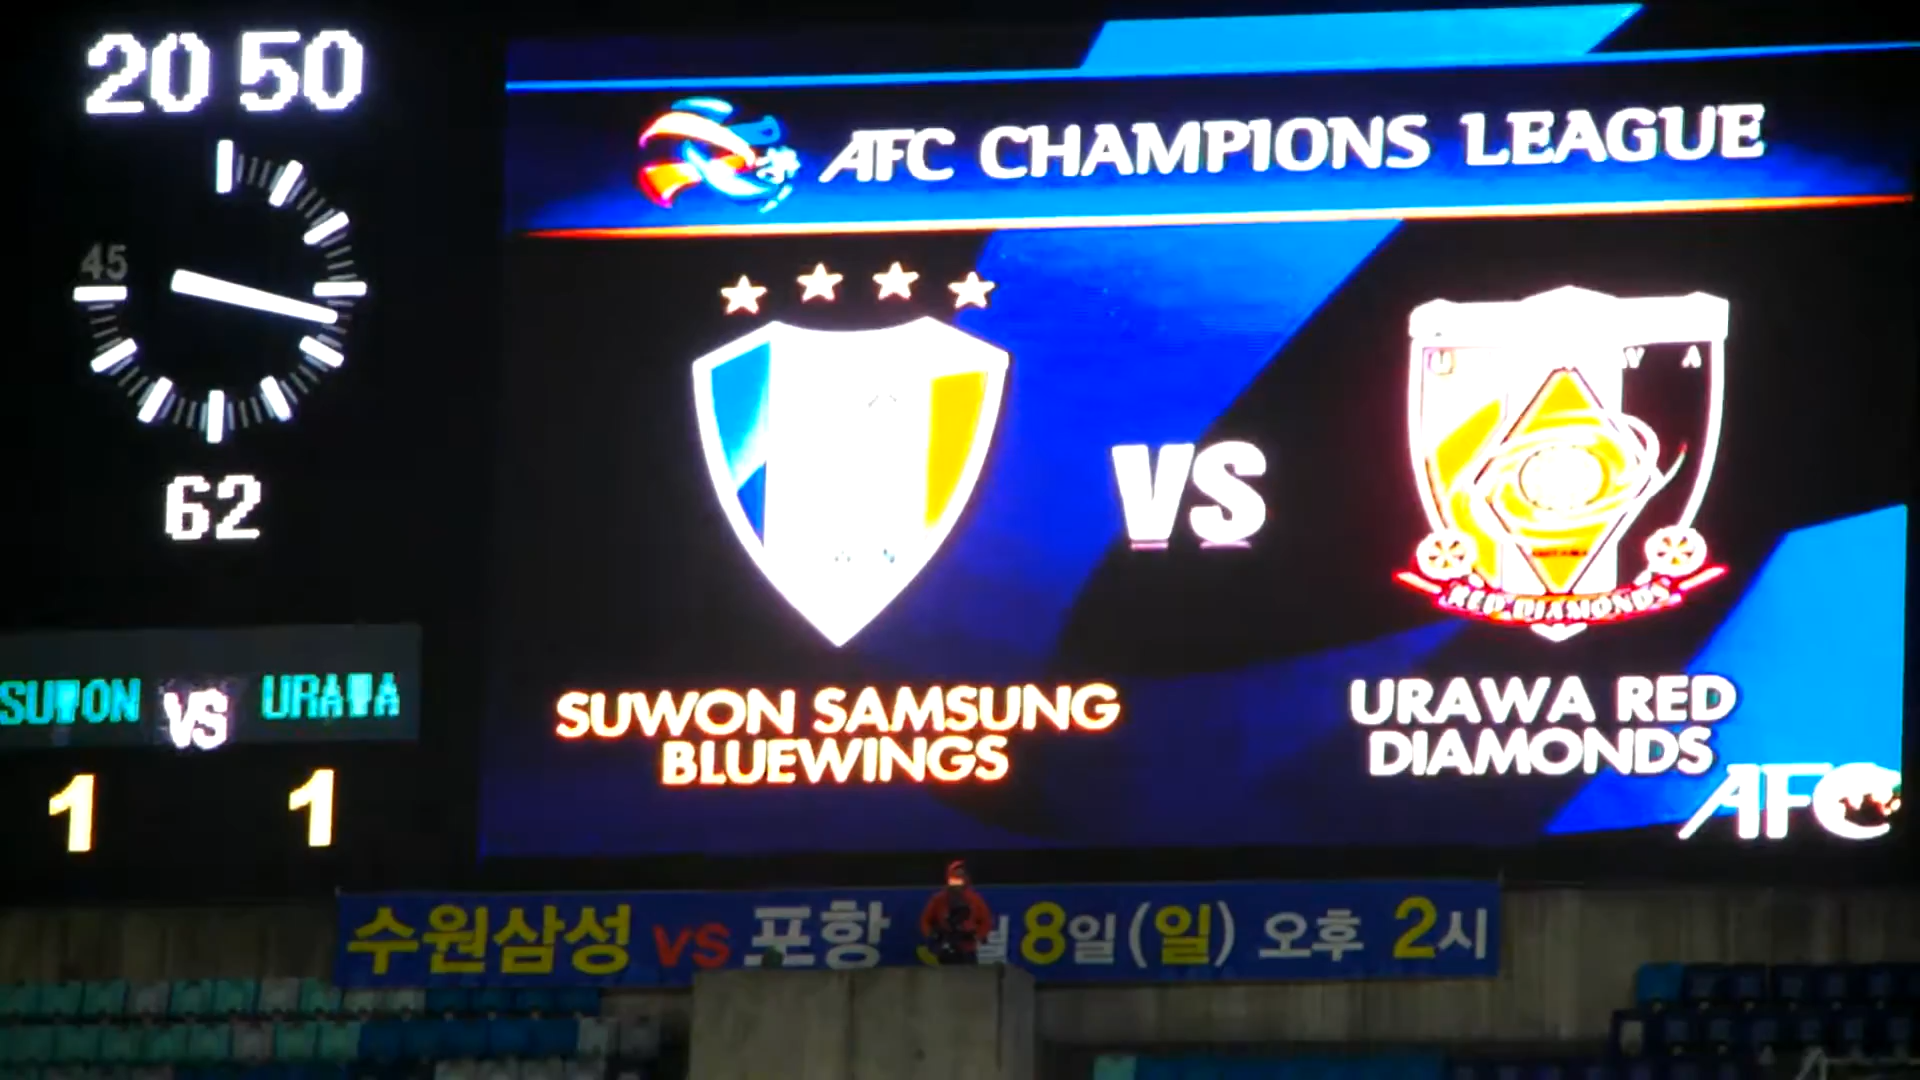 20 50
45
62
SUWON VS URAWA
1 1
AFC CHAMPIONS LEAGUE
VS
RED DIAMONDS
SUWON SAMSUNG
BLUEWINGS
URAWA RED
DIAMONDS
AFC
수원삼성 vs 포항 8일(일) 오후 2시